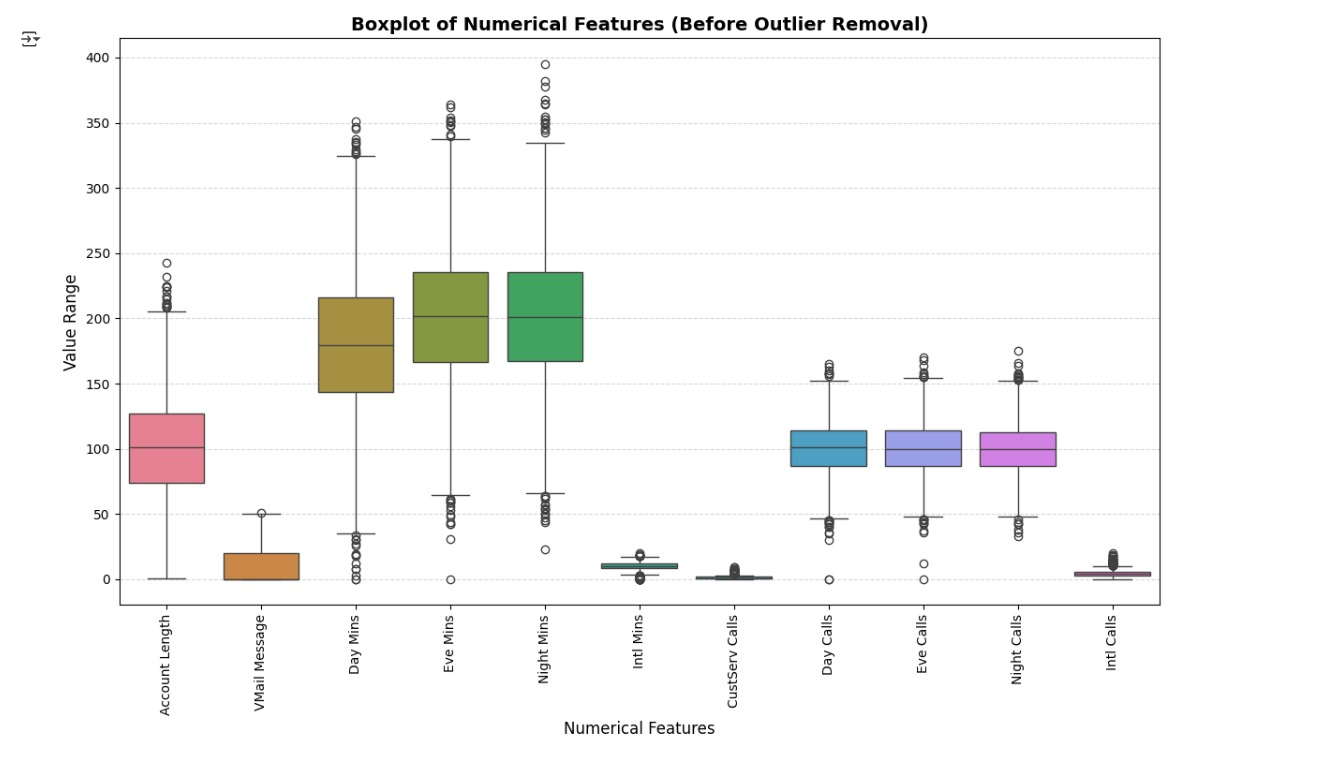 Boxplot of Numerical Features (Before Outlier Removal)
Value Range
400
350
300
250
200
150
100
50
0
Account Length
VMail Message
Day Mins
Eve Mins
Night Mins
Intl Mins
CustServ Calls
Day Calls
Eve Calls
Night Calls
Intl Calls
Numerical Features